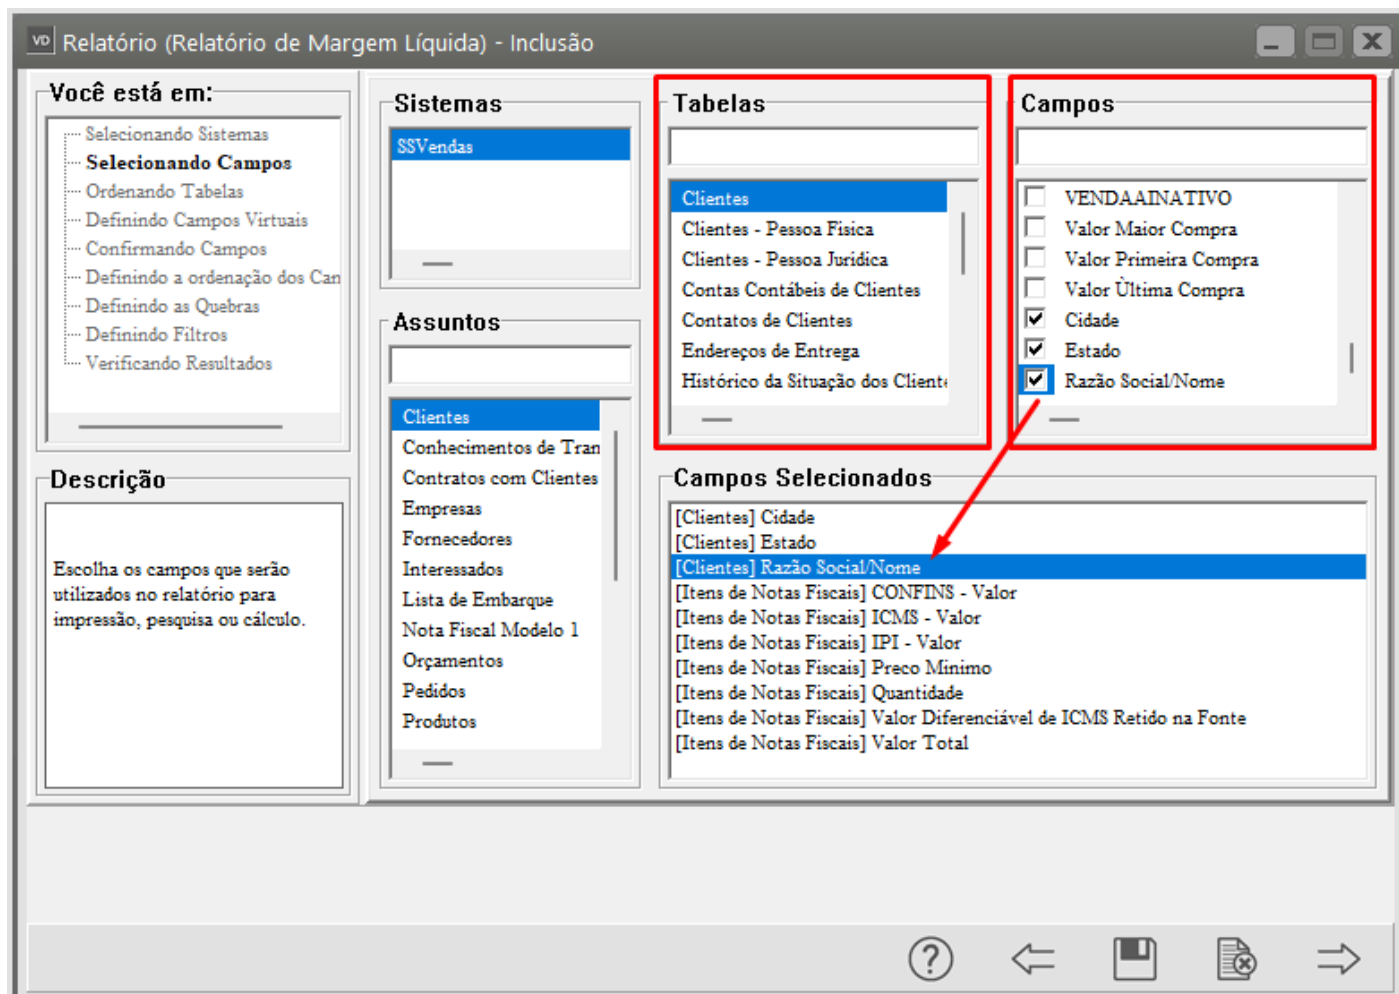 VD Relatório (Relatório de Margem Líquida) - Inclusão
Você está em:
Selecionando Sistemas
Selecionando Campos
Ordenando Tabelas
Definindo Campos Virtuais
Confirmando Campos
Definindo a ordenação dos Can
Definindo as Quebras
Definindo Filtros
Verificando Resultados
Descrição
Escolha os campos que serão
utilizados no relatório para
impressão, pesquisa ou cálculo.
Sistemas
SSVendas
Assuntos
Clientes
Conhecimentos de Tran
Contratos com Clientes
Empresas
Fornecedores
Interessados
Lista de Embarque
Nota Fiscal Modelo 1
Orçamentos
Pedidos
Produtos
Tabelas
Clientes
Clientes - Pessoa Fisica
Clientes - Pessoa Juridica
Contas Contábeis de Clientes
Contatos de Clientes
Endereços de Entrega
Histórico da Situação dos Cliente
Campos
VENDAAINATIVO
Valor Maior Compra
Valor Primeira Compra
Valor Ùltima Compra
Cidade
Estado
Razão Social/Nome
Campos Selecionados
[Clientes] Cidade
[Clientes] Estado
[Clientes] Razão Social/Nome
[Itens de Notas Fiscais] CONFINS - Valor
[Itens de Notas Fiscais] ICMS - Valor
[Itens de Notas Fiscais] IPI - Valor
[Itens de Notas Fiscais] Preco Minimo
[Itens de Notas Fiscais] Quantidade
[Itens de Notas Fiscais] Valor Diferenciável de ICMS Retido na Fonte
[Itens de Notas Fiscais] Valor Total